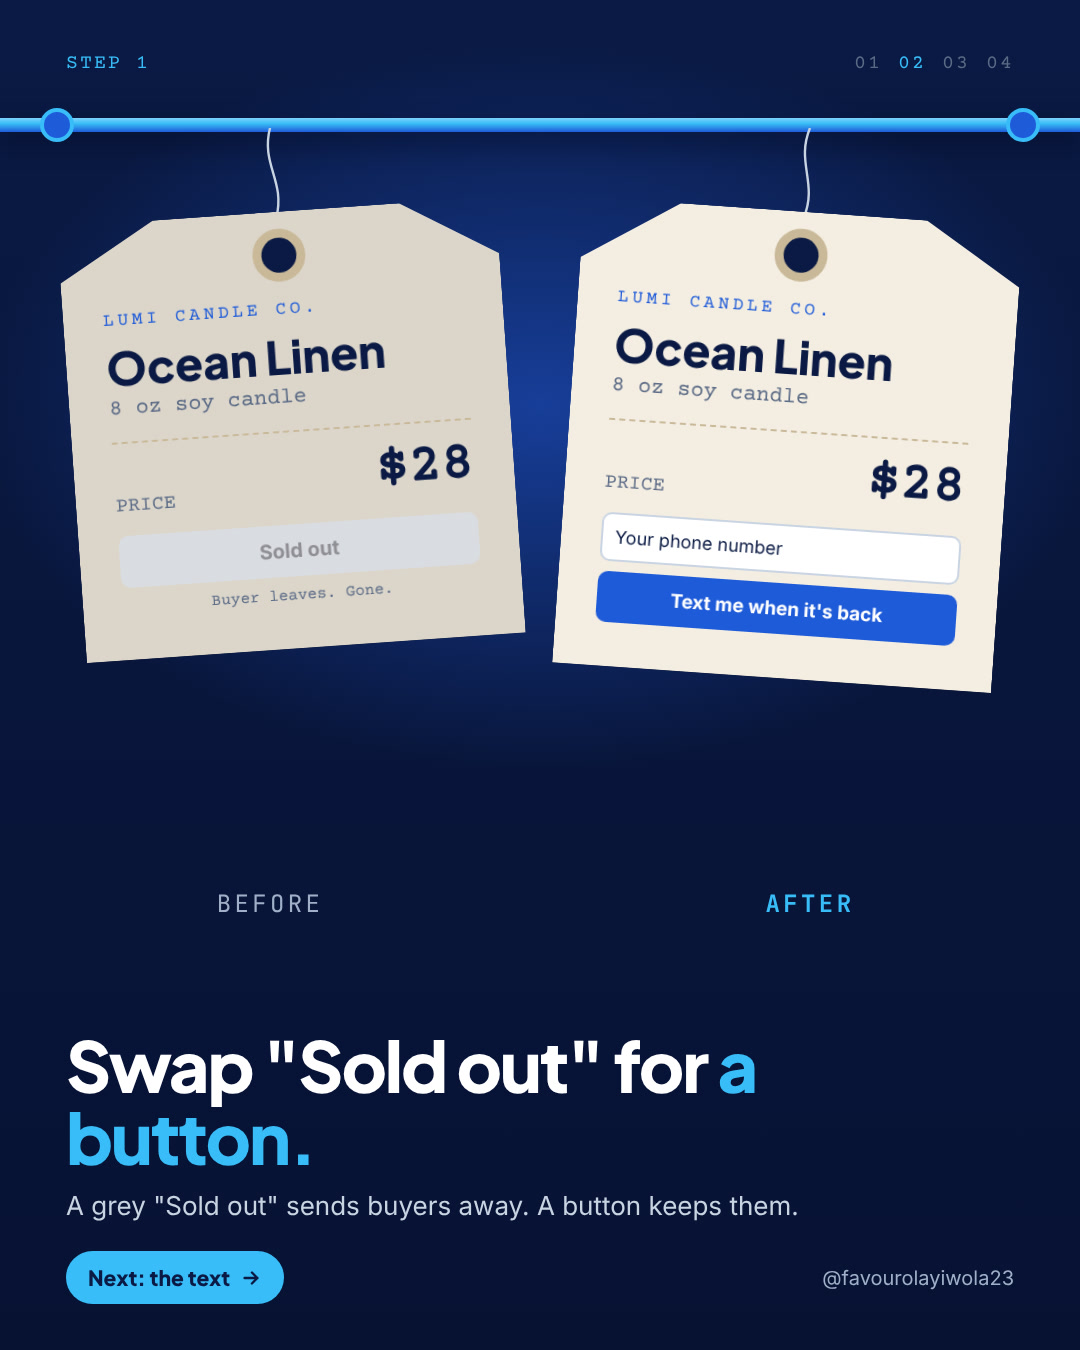 STEP 1
01 02 03 04
LUMI CANDLE CO.
Ocean Linen
8 oz soy candle
PRICE $28
Sold out
Buyer leaves. Gone.
LUMI CANDLE CO.
Ocean Linen
8 oz soy candle
PRICE $28
Your phone number
Text me when it's back
BEFORE
AFTER
Swap "Sold out" for a
button.
A grey "Sold out" sends buyers away. A button keeps them.
Next: the text →
@favourolayiwola23